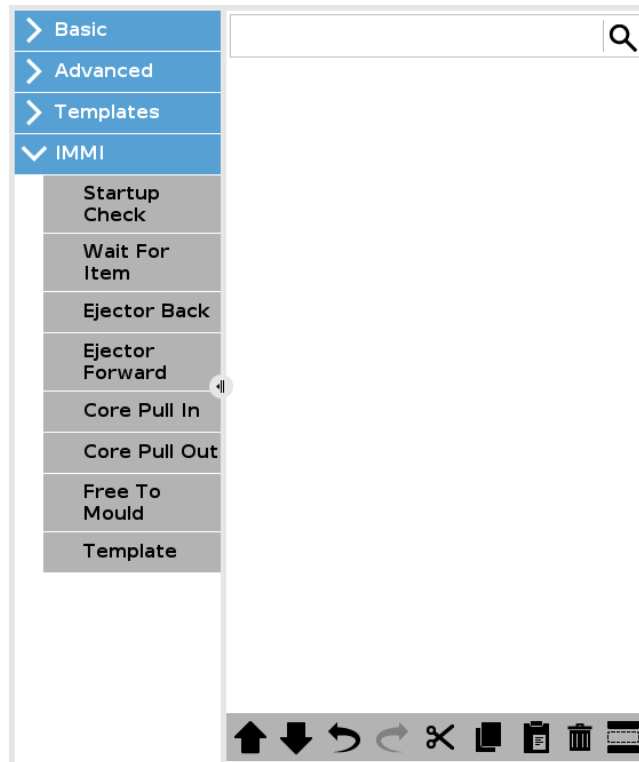 Basic
Advanced
Templates
IMMI
Startup
Check
Wait For
Item
Ejector Back
Ejector
Forward
Core Pull In
Core Pull Out
Free To
Mould
Template